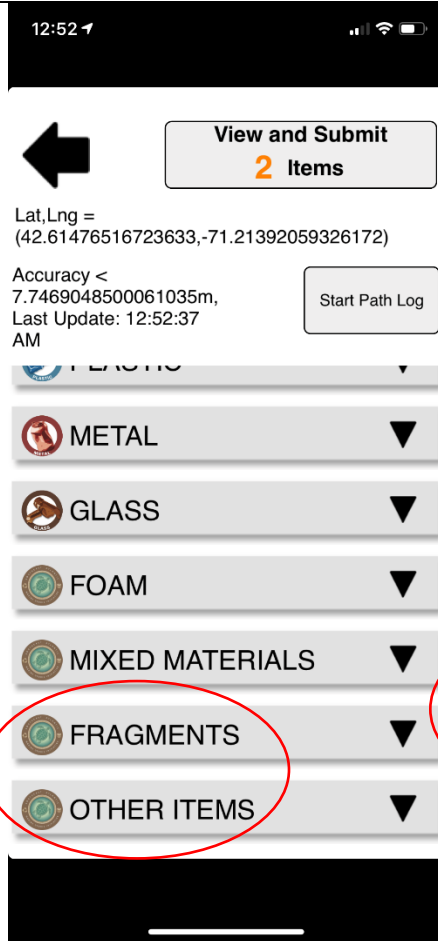 12:52
View and Submit
2 Items
Lat,Lng =
(42.61476516723633,-71.21392059326172)
Accuracy <
7.7469048500061035m,
Last Update: 12:52:37
AM
Start Path Log
PLASTIC
METAL
GLASS
FOAM
MIXED MATERIALS
FRAGMENTS
OTHER ITEMS